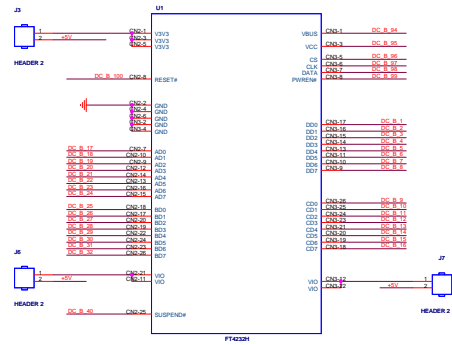 J3
U1
1 CN2-1 V3V3 VBUS CN3-1 DC_B_94
2 +5V CN2-3 V3V3
CN2-5 V3V3 VCC CN3-3 DC_B_95
CS CN3-5 DC_B_96
HEADER 2 CLK CN3-6 DC_B_97
DATA CN3-7 DC_B_98
DC_B_100 CN2-8 RESET# PWREN# CN3-8 DC_B_99
CN2-2 GND
CN2-4 GND
CN2-6 GND
CN3-2 GND DD0 CN3-17 DC_B_1
CN3-4 GND DD1 CN3-16 DC_B_2
DD2 CN3-15 DC_B_3
DD3 CN3-14 DC_B_4
DC_B_17 CN2-7 AD0 DD4 CN3-13 DC_B_5
DC_B_18 CN2-10 AD1 DD5 CN3-11 DC_B_6
DC_B_19 CN2-9 AD2 DD6 CN3-10 DC_B_7
DC_B_20 CN2-12 AD3 DD7 CN3-9 DC_B_8
DC_B_21 CN2-14 AD4
DC_B_22 CN2-13 AD5
DC_B_23 CN2-16 AD6
DC_B_24 CN2-15 AD7
CD0 CN3-26 DC_B_9
DC_B_25 CN2-18 BD0 CD1 CN3-25 DC_B_10
DC_B_26 CN2-17 BD1 CD2 CN3-24 DC_B_11
DC_B_27 CN2-20 BD2 CD3 CN3-23 DC_B_12
DC_B_28 CN2-19 BD3 CD4 CN3-21 DC_B_13
DC_B_29 CN2-22 BD4 CD5 CN3-20 DC_B_14
DC_B_30 CN2-24 BD5 CD6 CN3-19 DC_B_15
DC_B_31 CN2-23 BD6 CD7 CN3-18 DC_B_16
DC_B_32 CN2-26 BD7
J6
J7
1 CN2-21 VIO VIO CN3-12 1
2 +5V CN2-11 VIO VIO CN3-22 +5V 2
HEADER 2
HEADER 2
DC_B_40 CN2-25 SUSPEND#
FT4232H